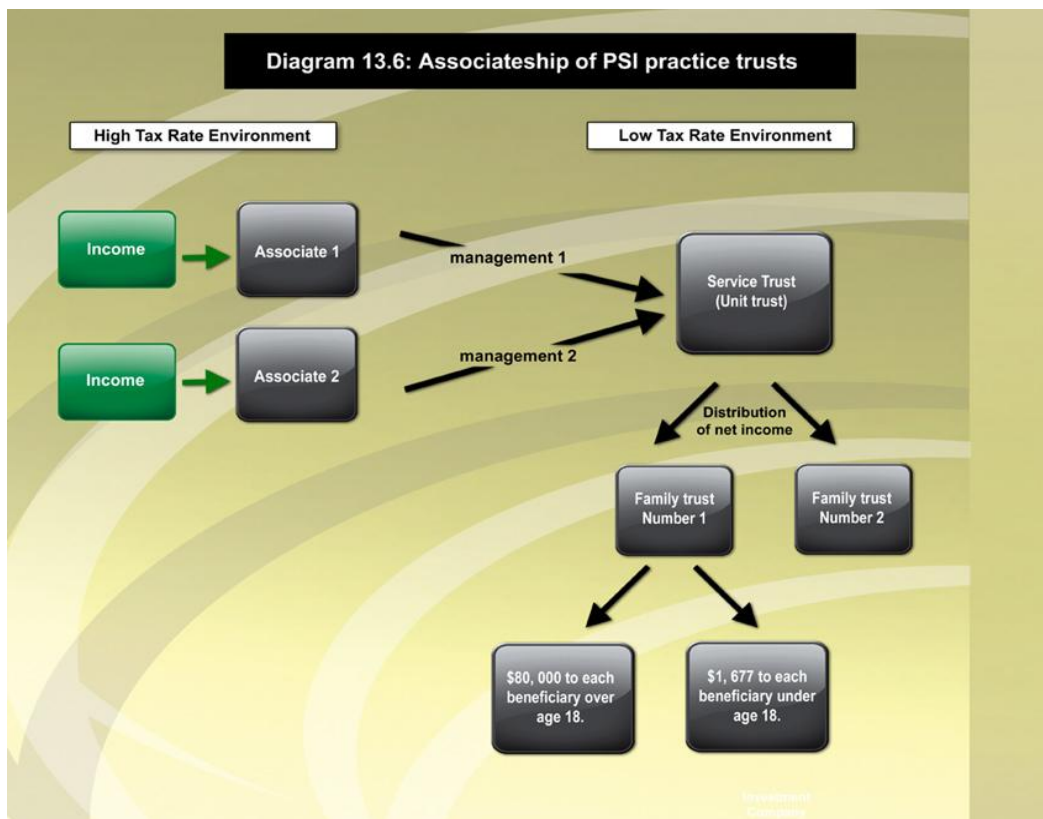 Diagram 13.6: Associateship of PSI practice trusts
High Tax Rate Environment
Low Tax Rate Environment
Income
Associate 1
management 1
Service Trust
(Unit trust)
Income
Associate 2
management 2
Distribution
of net income
Family trust
Number 1
Family trust
Number 2
$80, 000 to each
beneficiary over
age 18.
$1, 677 to each
beneficiary under
age 18.
Investment
Company